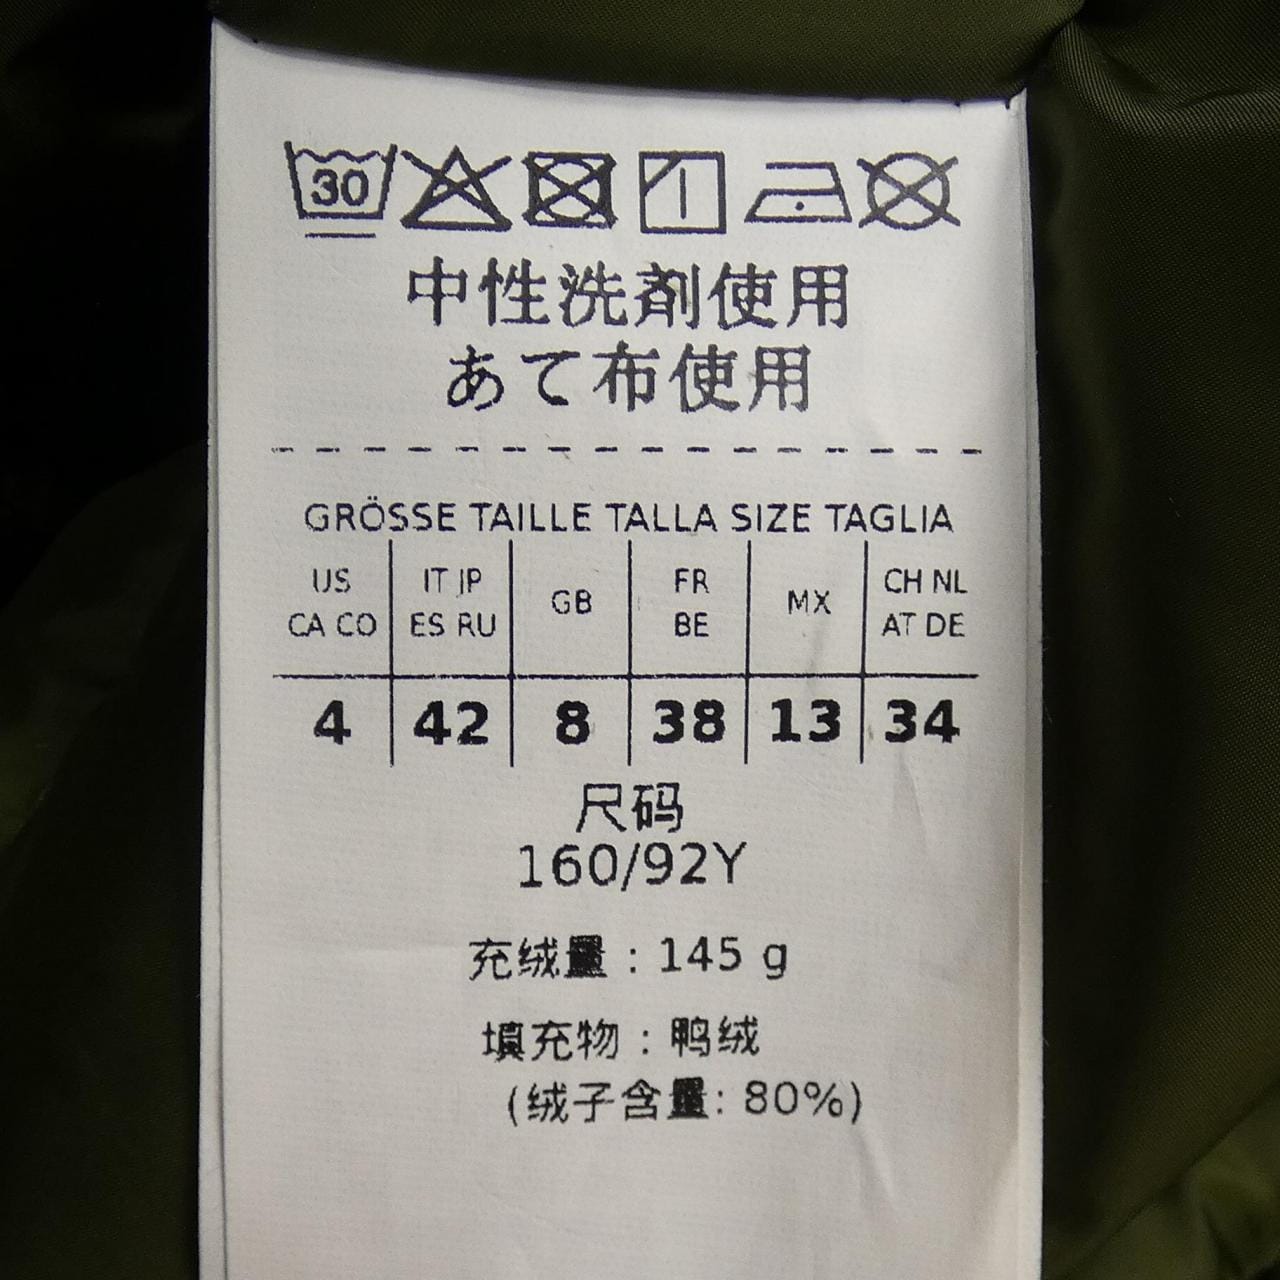 30
中性洗剤使用
あて布使用
GRÖSSE TAILLE TALLA SIZE TAGLIA
US CA CO
IT JP ES RU
GB
FR BE
MX
CH NL AT DE
4 42 8 38 13 34
尺码
160/92Y
充绒量：145 g
填充物：鸭绒
(绒子含量: 80%)